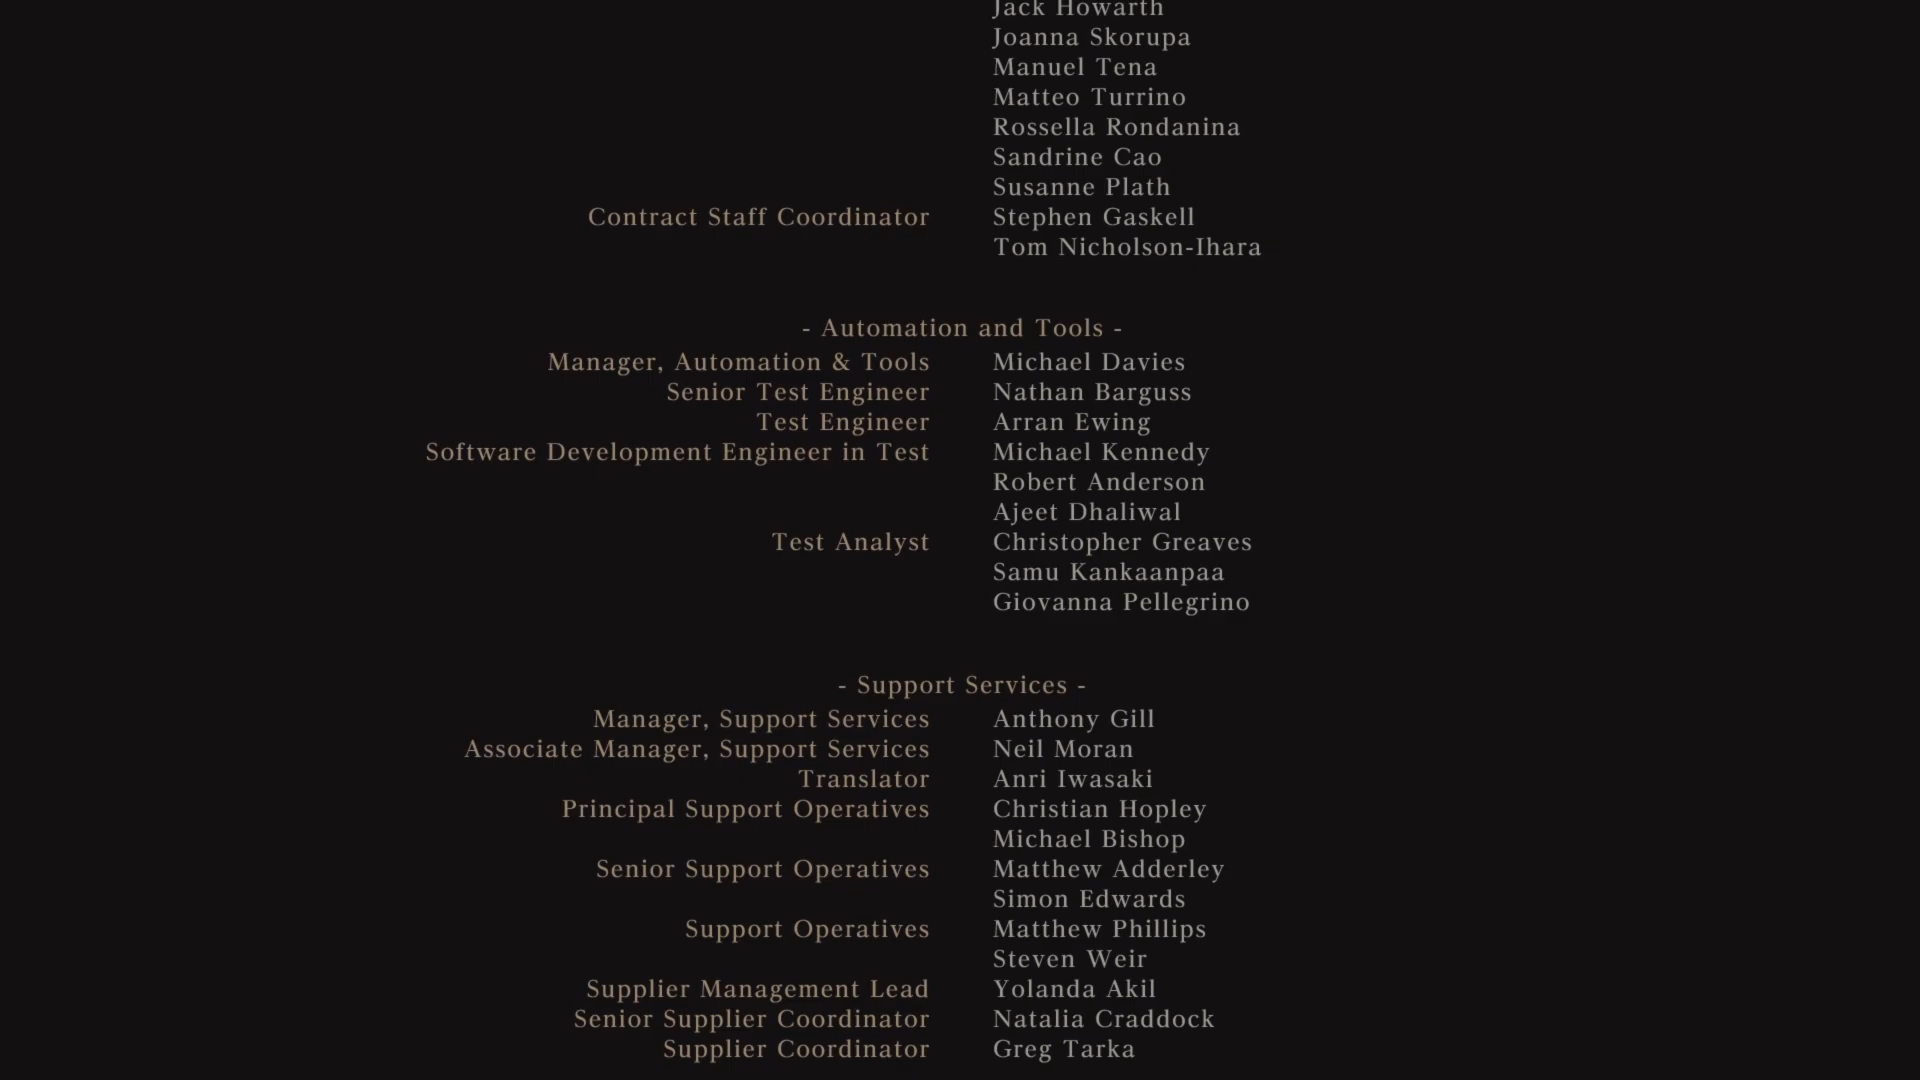 Jack Howarth
Joanna Skorupa
Manuel Tena
Matteo Turrino
Rossella Rondanina
Sandrine Cao
Susanne Plath
Contract Staff Coordinator Stephen Gaskell
Tom Nicholson-Ihara
- Automation and Tools -
Manager, Automation & Tools Michael Davies
Senior Test Engineer Nathan Barguss
Test Engineer Arran Ewing
Software Development Engineer in Test Michael Kennedy
Robert Anderson
Ajeet Dhaliwal
Test Analyst Christopher Greaves
Samu Kankaanpaa
Giovanna Pellegrino
- Support Services -
Manager, Support Services Anthony Gill
Associate Manager, Support Services Neil Moran
Translator Anri Iwasaki
Principal Support Operatives Christian Hopley
Michael Bishop
Senior Support Operatives Matthew Adderley
Simon Edwards
Support Operatives Matthew Phillips
Steven Weir
Supplier Management Lead Yolanda Akil
Senior Supplier Coordinator Natalia Craddock
Supplier Coordinator Greg Tarka